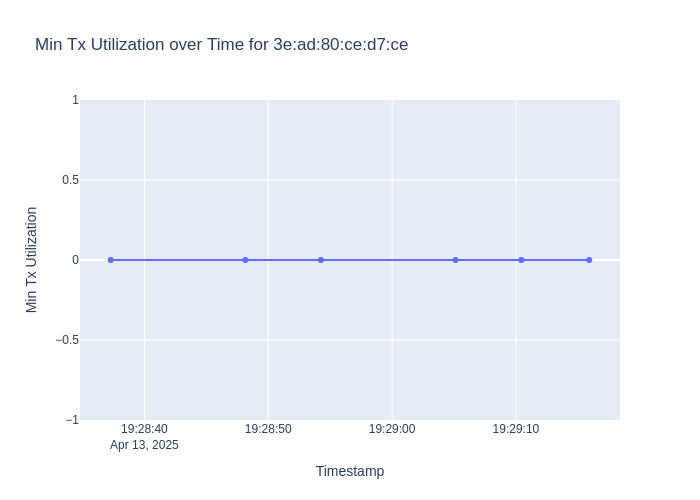 Min Tx Utilization over Time for 3e:ad:80:ce:d7:ce
1
0.5
0
−0.5
−1
Min Tx Utilization
19:28:40
Apr 13, 2025
19:28:50
19:29:00
19:29:10
Timestamp